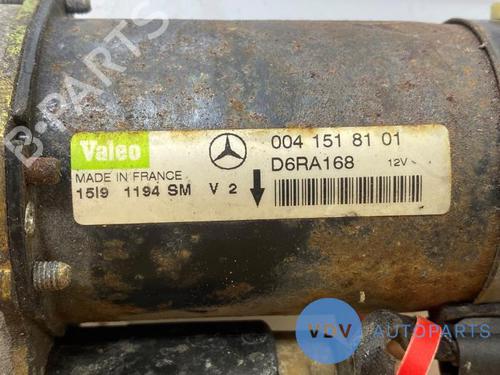 B-PARTS
Valeo
004 151 81 01
D6RA168 12V
MADE IN FRANCE
15I9 1194 SM V 2
VDV AUTOPARTS